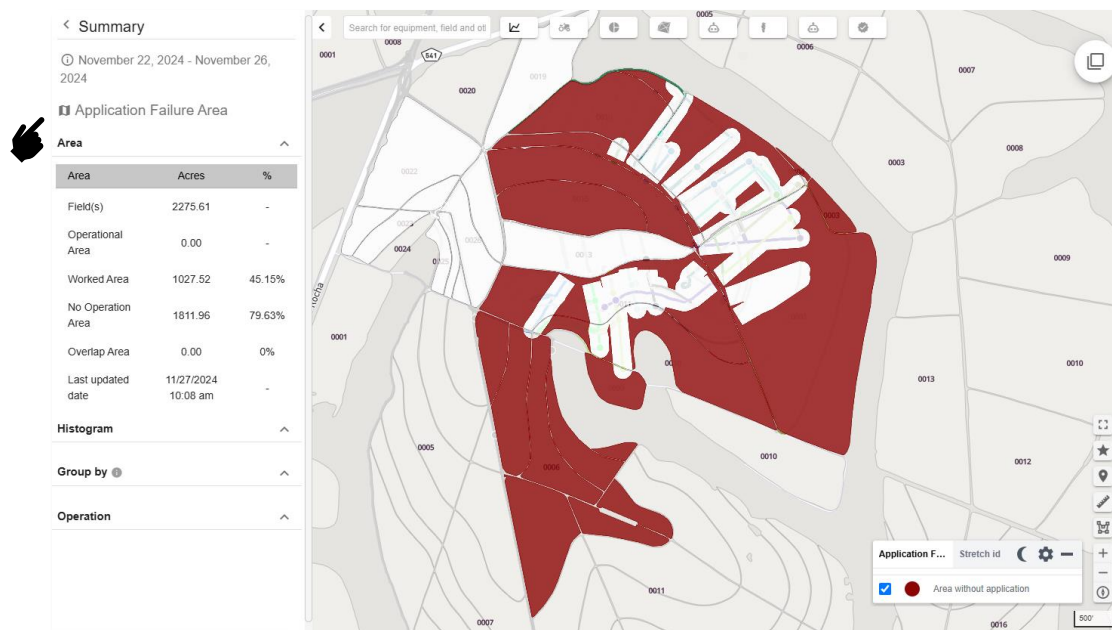 Summary
November 22, 2024 - November 26,
2024
Application Failure Area
Area
Area Acres %
Field(s) 2275.61 -
Operational
Area 0.00 -
Worked Area 1027.52 45.15%
No Operation
Area 1811.96 79.63%
Overlap Area 0.00 0%
Last updated
date 11/27/2024
10:08 am -
Histogram
Group by
Operation
Search for equipment, field and ot
0005
0001
0008
541
0006
0019
0007
0020
0008
0003
0022
0003
0024
0009
0001
0010
0013
0005
0006
0010
0012
0011
0007
0016
Application F... Stretch id
Area without application
500'